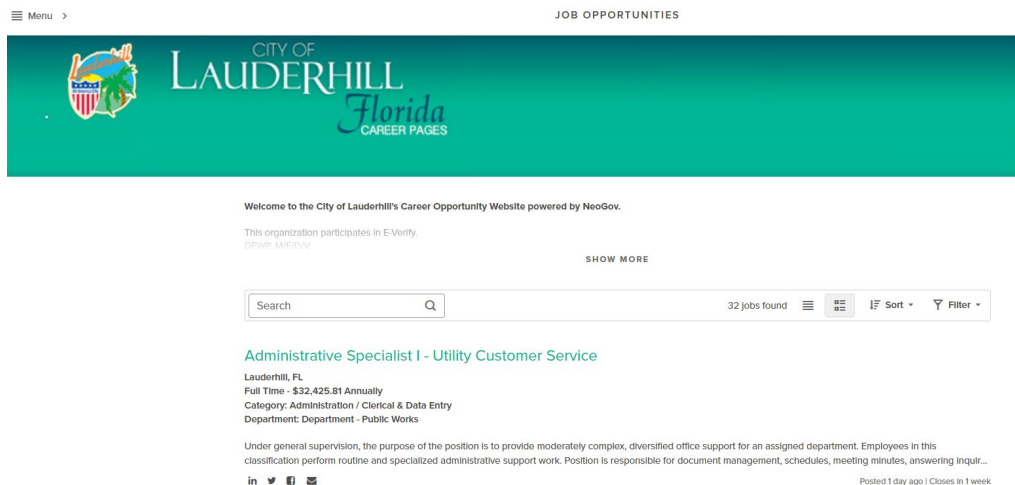 Menu
JOB OPPORTUNITIES
Lauderhill
CITY OF
LAUDERHILL
Florida
CAREER PAGES
Welcome to the City of Lauderhill's Career Opportunity Website powered by NeoGov.
This organization participates in E-Verify.
DFWP. M/F/D/V
SHOW MORE
Search
32 jobs found
Sort
Filter
Administrative Specialist I - Utility Customer Service
Lauderhill, FL
Full Time - $32,425.81 Annually
Category: Administration / Clerical & Data Entry
Department: Department - Public Works
Under general supervision, the purpose of the position is to provide moderately complex, diversified office support for an assigned department. Employees in this
classification perform routine and specialized administrative support work. Position is responsible for document management, schedules, meeting minutes, answering inquir...
Posted 1 day ago | Closes in 1 week